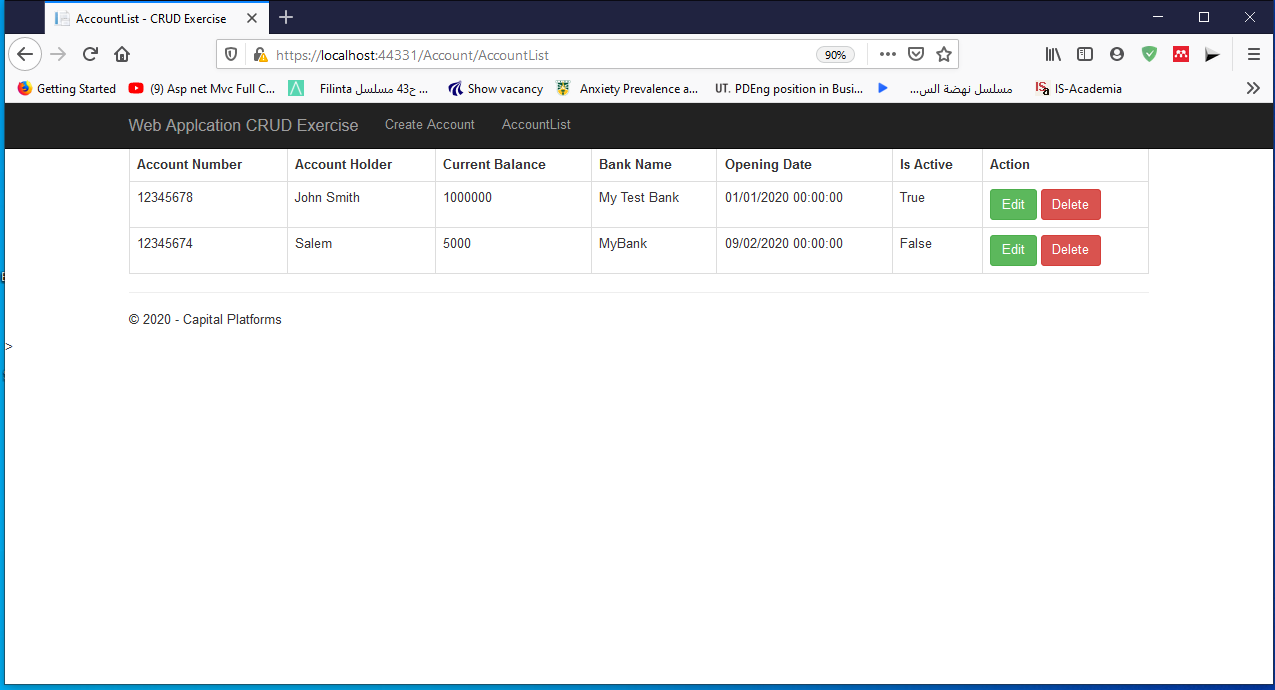 AccountList - CRUD Exercise
https://localhost:44331/Account/AccountList 90%
Getting Started (9) Asp net Mvc Full C... Filinta مسلسل ح43 ... Show vacancy Anxiety Prevalence a... UT. PDEng position in Busi... مسلسل نهضة الس... ISa IS-Academia
Web Applcation CRUD Exercise Create Account AccountList
Account Number Account Holder Current Balance Bank Name Opening Date Is Active Action
12345678 John Smith 1000000 My Test Bank 01/01/2020 00:00:00 True Edit Delete
12345674 Salem 5000 MyBank 09/02/2020 00:00:00 False Edit Delete
© 2020 - Capital Platforms
>